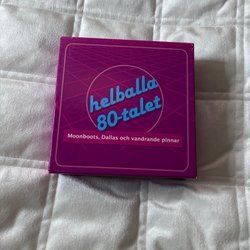 helballa
80-talet
Moonboots, Dallas och vandrande pinnar